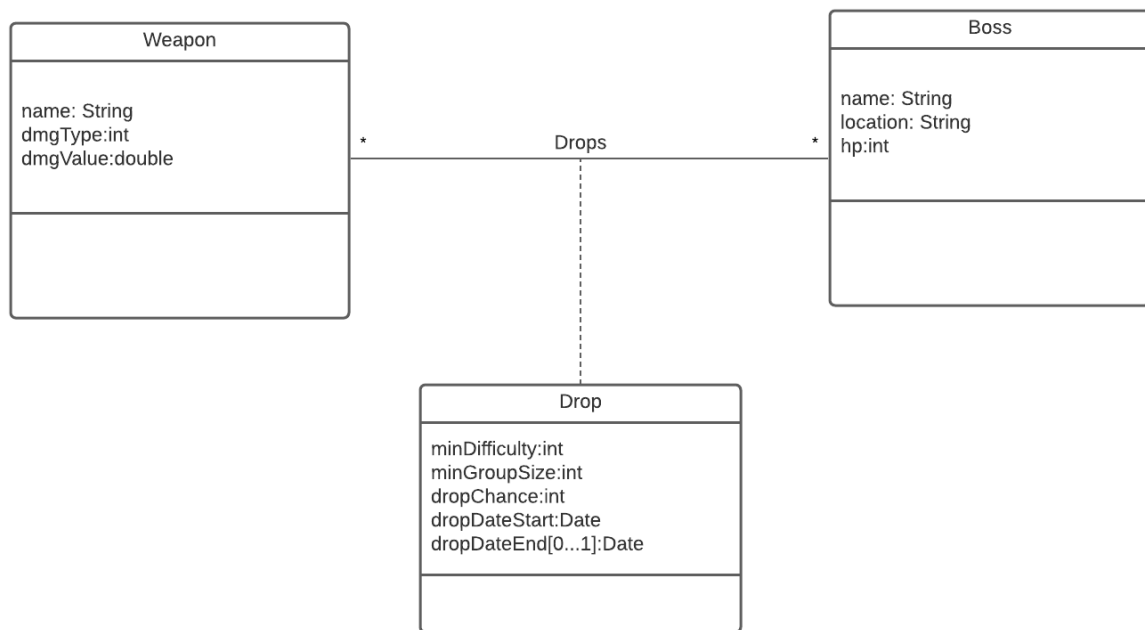 Weapon
name: String
dmgType:int
dmgValue:double
*
Drops
*
Boss
name: String
location: String
hp:int
Drop
minDifficulty:int
minGroupSize:int
dropChance:int
dropDateStart:Date
dropDateEnd[0...1]:Date